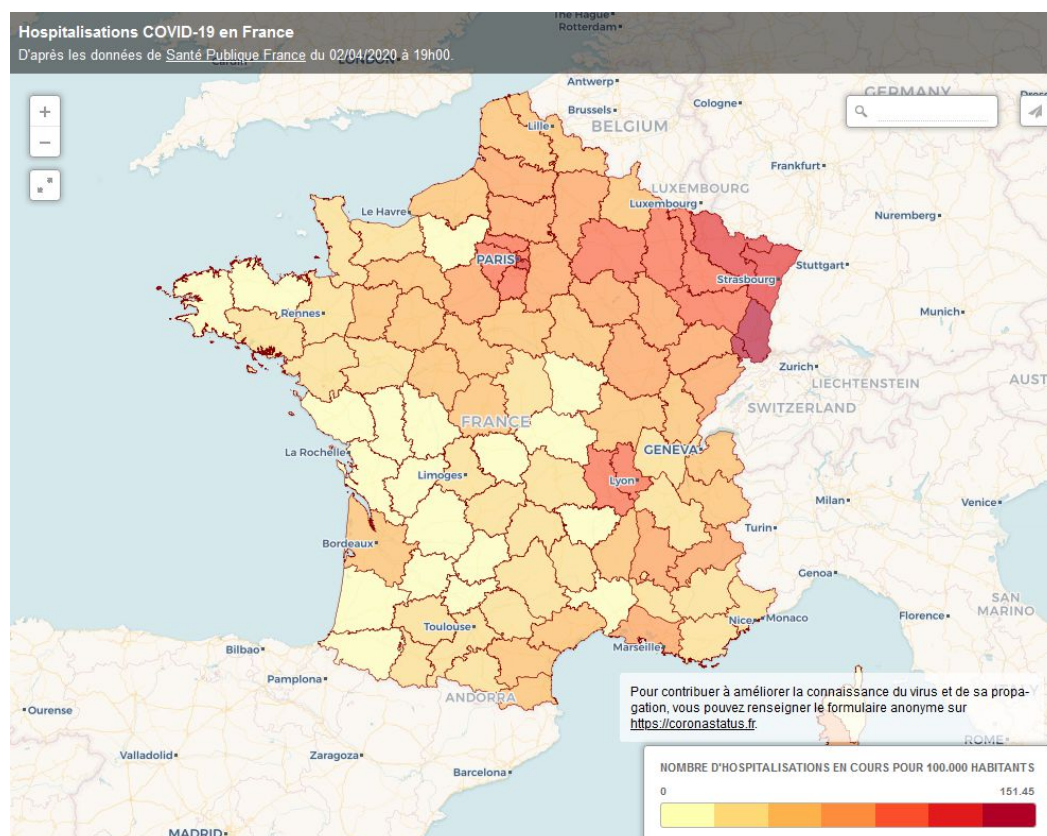 The Hague•
Rotterdam•
Hospitalisations COVID-19 en France
D'après les données de Santé Publique France du 02/04/2020 à 19h00.
Cardiff
LONDON
GERMANY
Antwerp•
Brussels•
Cologne•
BELGIUM
Lille•
Frankfurt•
LUXEMBOURG
Luxembourg•
Le Havre
Nuremberg•
PARIS
Stuttgart•
Strasbourg•
Rennes•
Munich•
Zurich•
LIECHTENSTEIN
AUST
SWITZERLAND
FRANCE
GENEVA
La Rochelle
Limoges•
Lyon•
Milan•
Venice•
Turin•
Bordeaux•
Genoa•
SAN
MARINO
Florence•
Toulouse•
Nice
Monaco
Marseille
Bilbao•
Pamplona•
ANDORRA
•Ourense
Pour contribuer à améliorer la connaissance du virus et de sa propa-
gation, vous pouvez renseigner le formulaire anonyme sur
https://coronastatus.fr.
ROME•
Valladolid•
Zaragoza•
Barcelona•
NOMBRE D'HOSPITALISATIONS EN COURS POUR 100.000 HABITANTS
0 151.45
MADRID•